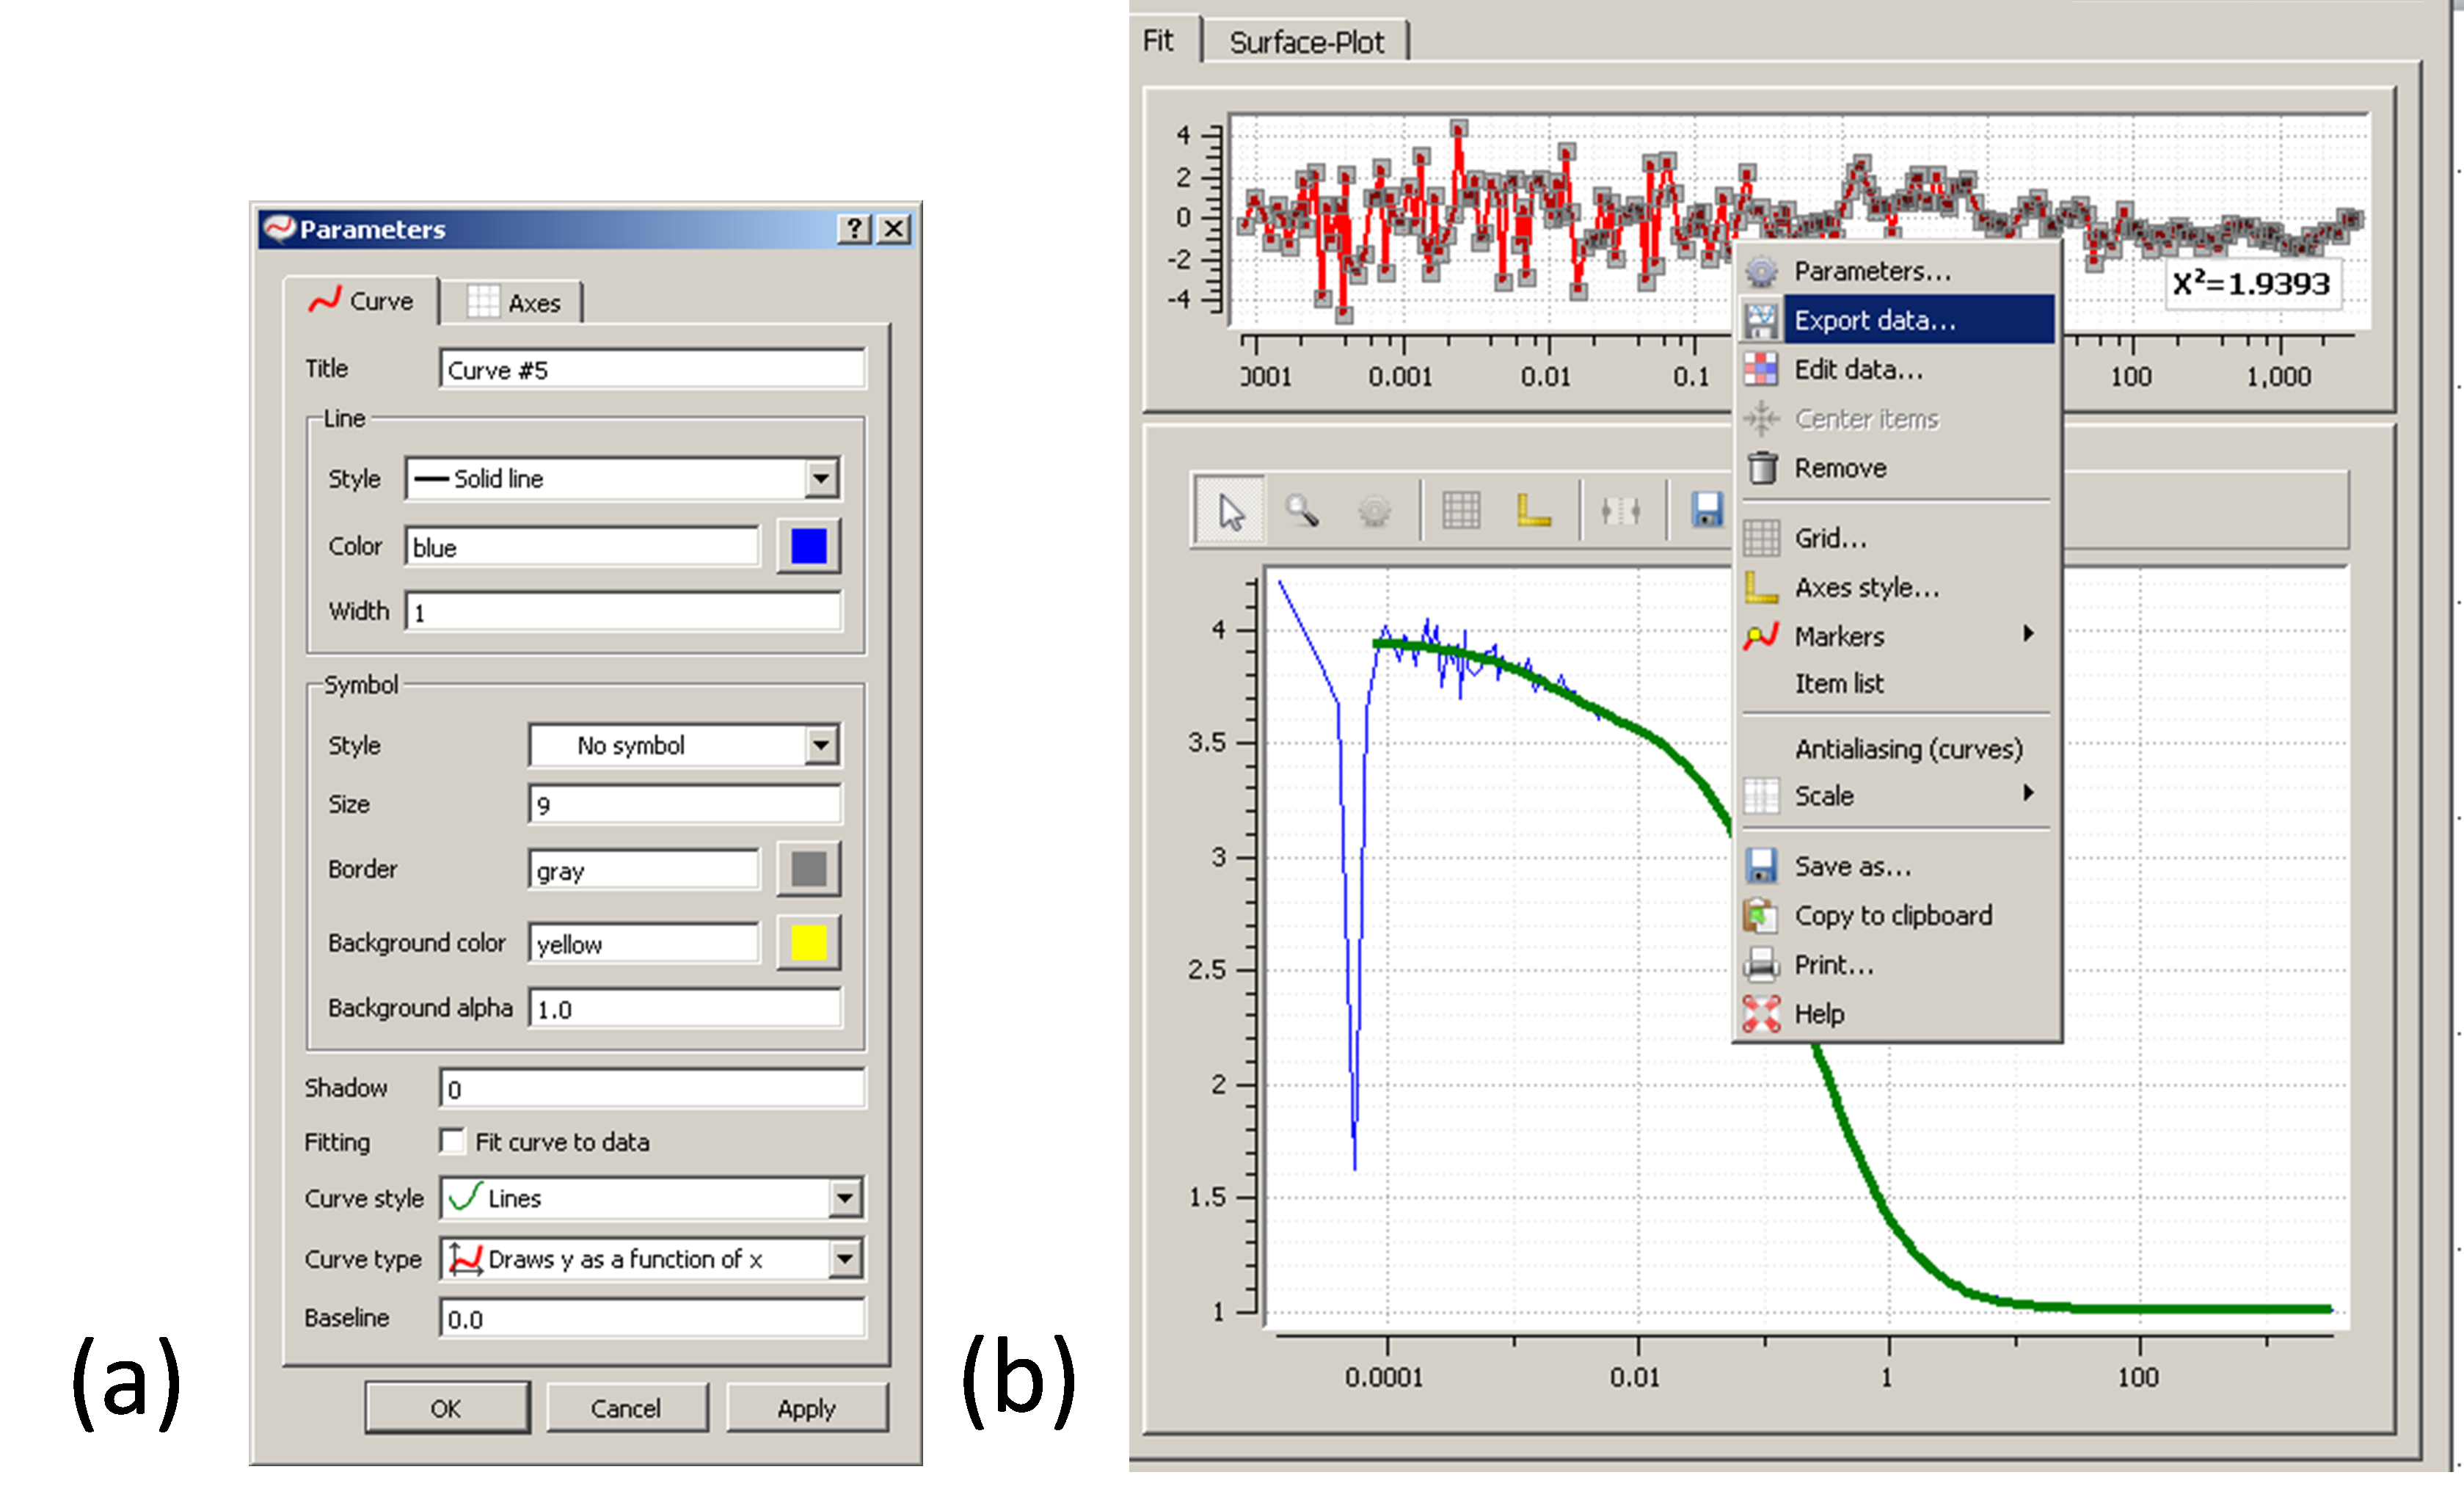 Parameters
Curve
Axes
Title
Curve #5
Line
Style
Solid line
Color
blue
Width
1
Symbol
Style
No symbol
Size
9
Border
gray
Background color
yellow
Background alpha
1.0
Shadow
0
Fitting
Fit curve to data
Curve style
Lines
Curve type
Draws y as a function of x
Baseline
0.0
OK
Cancel
Apply
(a)
(b)
Fit
Surface-Plot
4
2
0
-2
-4
X²=1.9393
0.001
0.01
0.1
100
1,000
Parameters...
Export data...
Edit data...
Center items
Remove
Grid...
Axes style...
Markers
Item list
Antialiasing (curves)
Scale
Save as...
Copy to clipboard
Print...
Help
4
3.5
3
2.5
2
1.5
1
0.0001
0.01
1
100